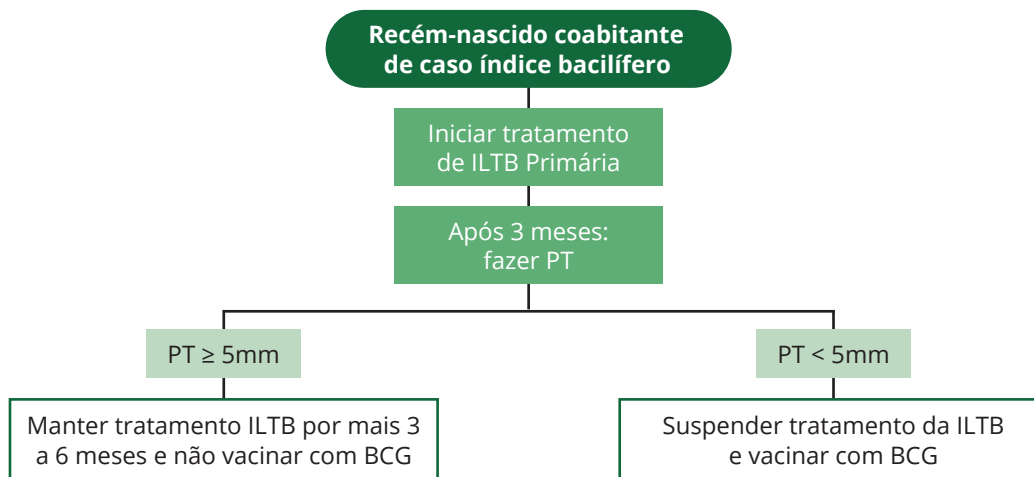 Recém-nascido coabitante
de caso índice bacilífero
Iniciar tratamento
de ILTB Primária
Após 3 meses:
fazer PT
PT ≥ 5mm
PT < 5mm
Manter tratamento ILTB por mais 3
a 6 meses e não vacinar com BCG
Suspender tratamento da ILTB
e vacinar com BCG